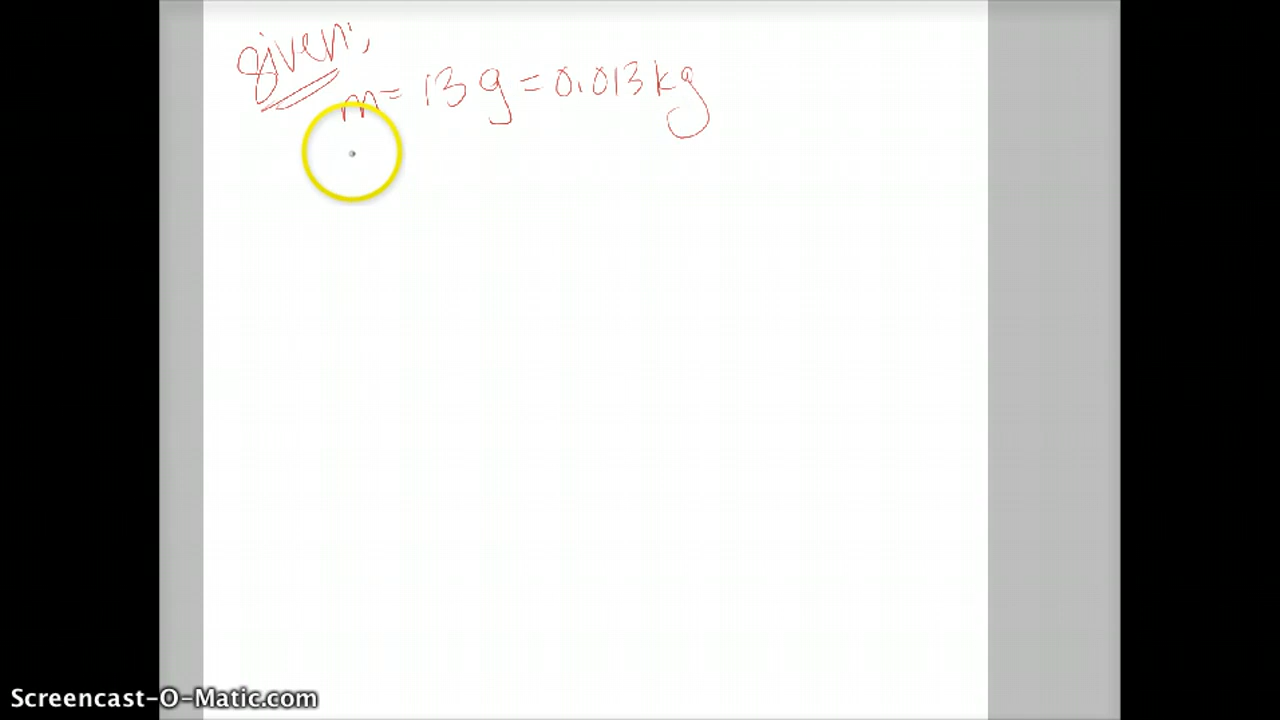 given:
m = 13 g = 0.013 kg
Screencast-O-Matic.com